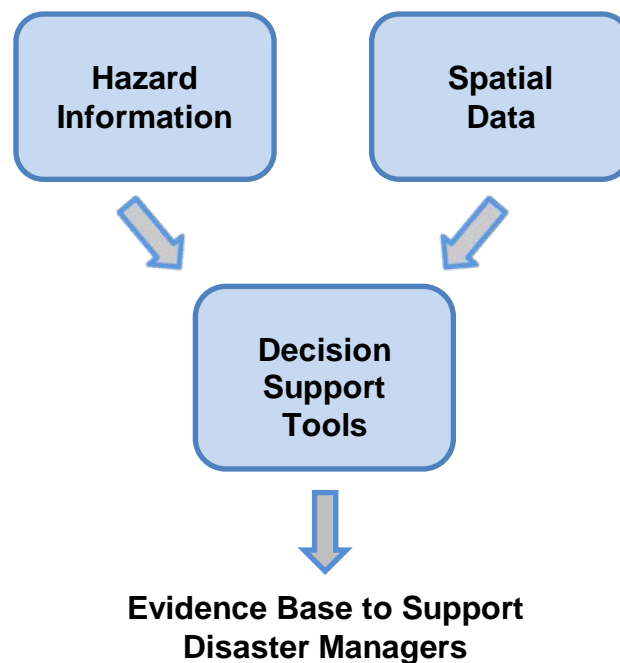 Hazard
Information
Spatial
Data
Decision
Support
Tools
Evidence Base to Support
Disaster Managers